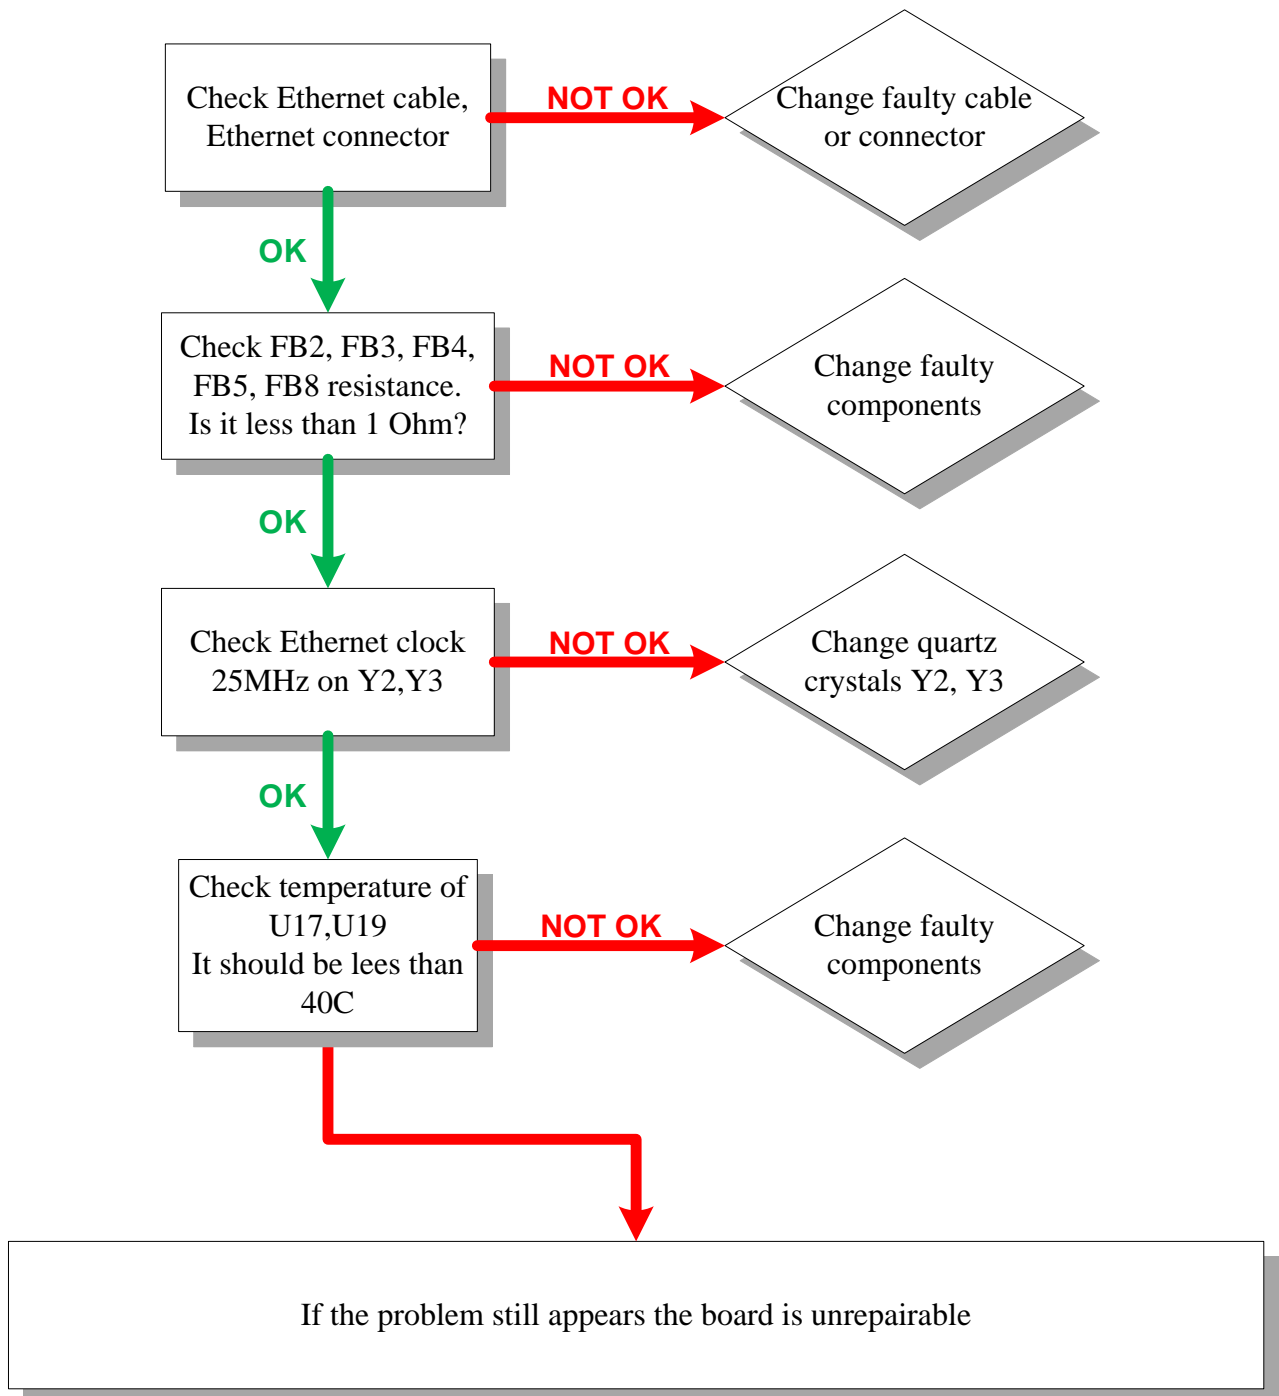 Check Ethernet cable,
Ethernet connector
NOT OK
Change faulty cable
or connector
OK
Check FB2, FB3, FB4,
FB5, FB8 resistance.
Is it less than 1 Ohm?
NOT OK
Change faulty
components
OK
Check Ethernet clock
25MHz on Y2,Y3
NOT OK
Change quartz
crystals Y2, Y3
OK
Check temperature of
U17,U19
It should be lees than
40C
NOT OK
Change faulty
components
If the problem still appears the board is unrepairable